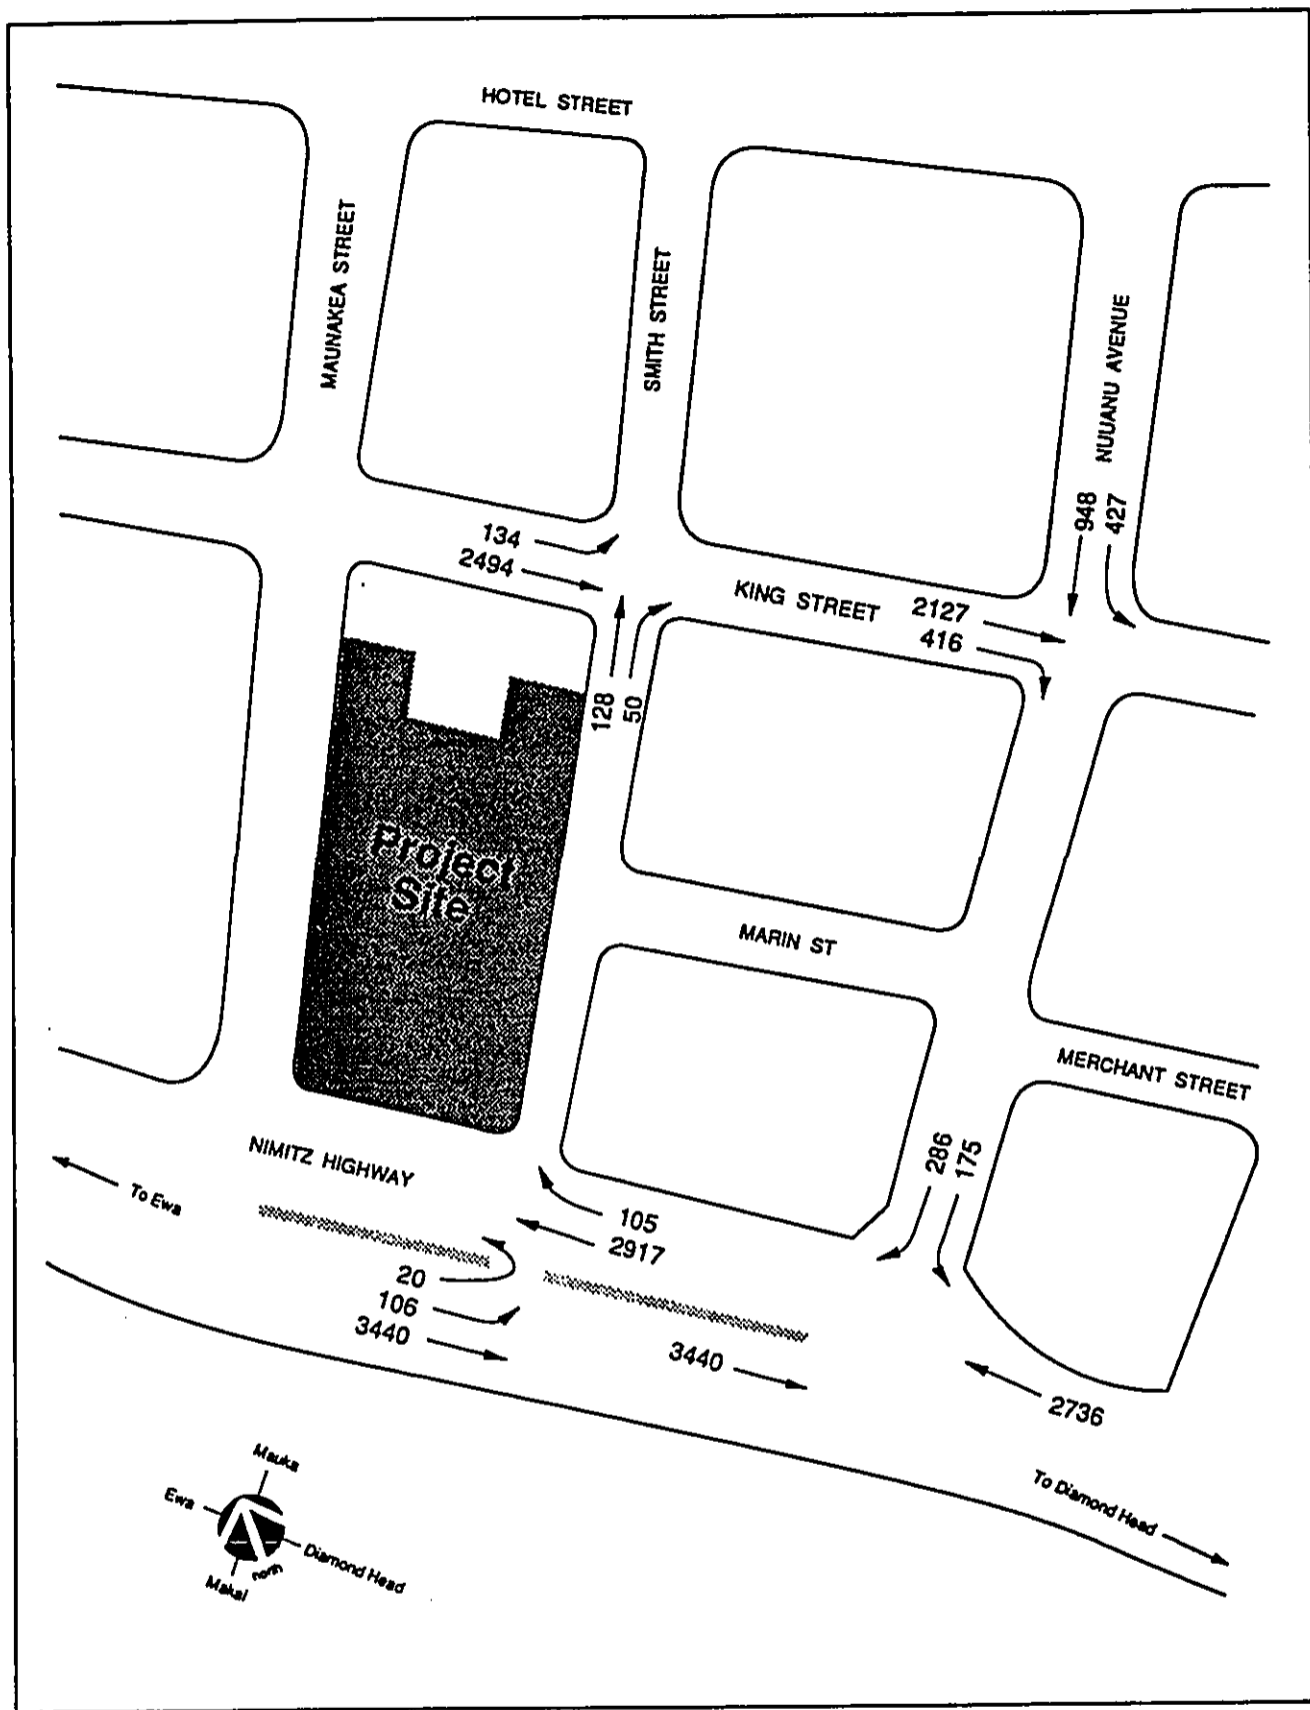 HOTEL STREET
MAUNAKEA STREET
SMITH STREET
NUUANU AVENUE
948
427
134
2494
KING STREET
2127
416
128
50
Project
Site
MARIN ST
MERCHANT STREET
NIMITZ HIGHWAY
286
175
To Ewa
105
2917
20
106
3440
3440
2736
To Diamond Head
Mauka
Ewa
Diamond Head
north
Makai